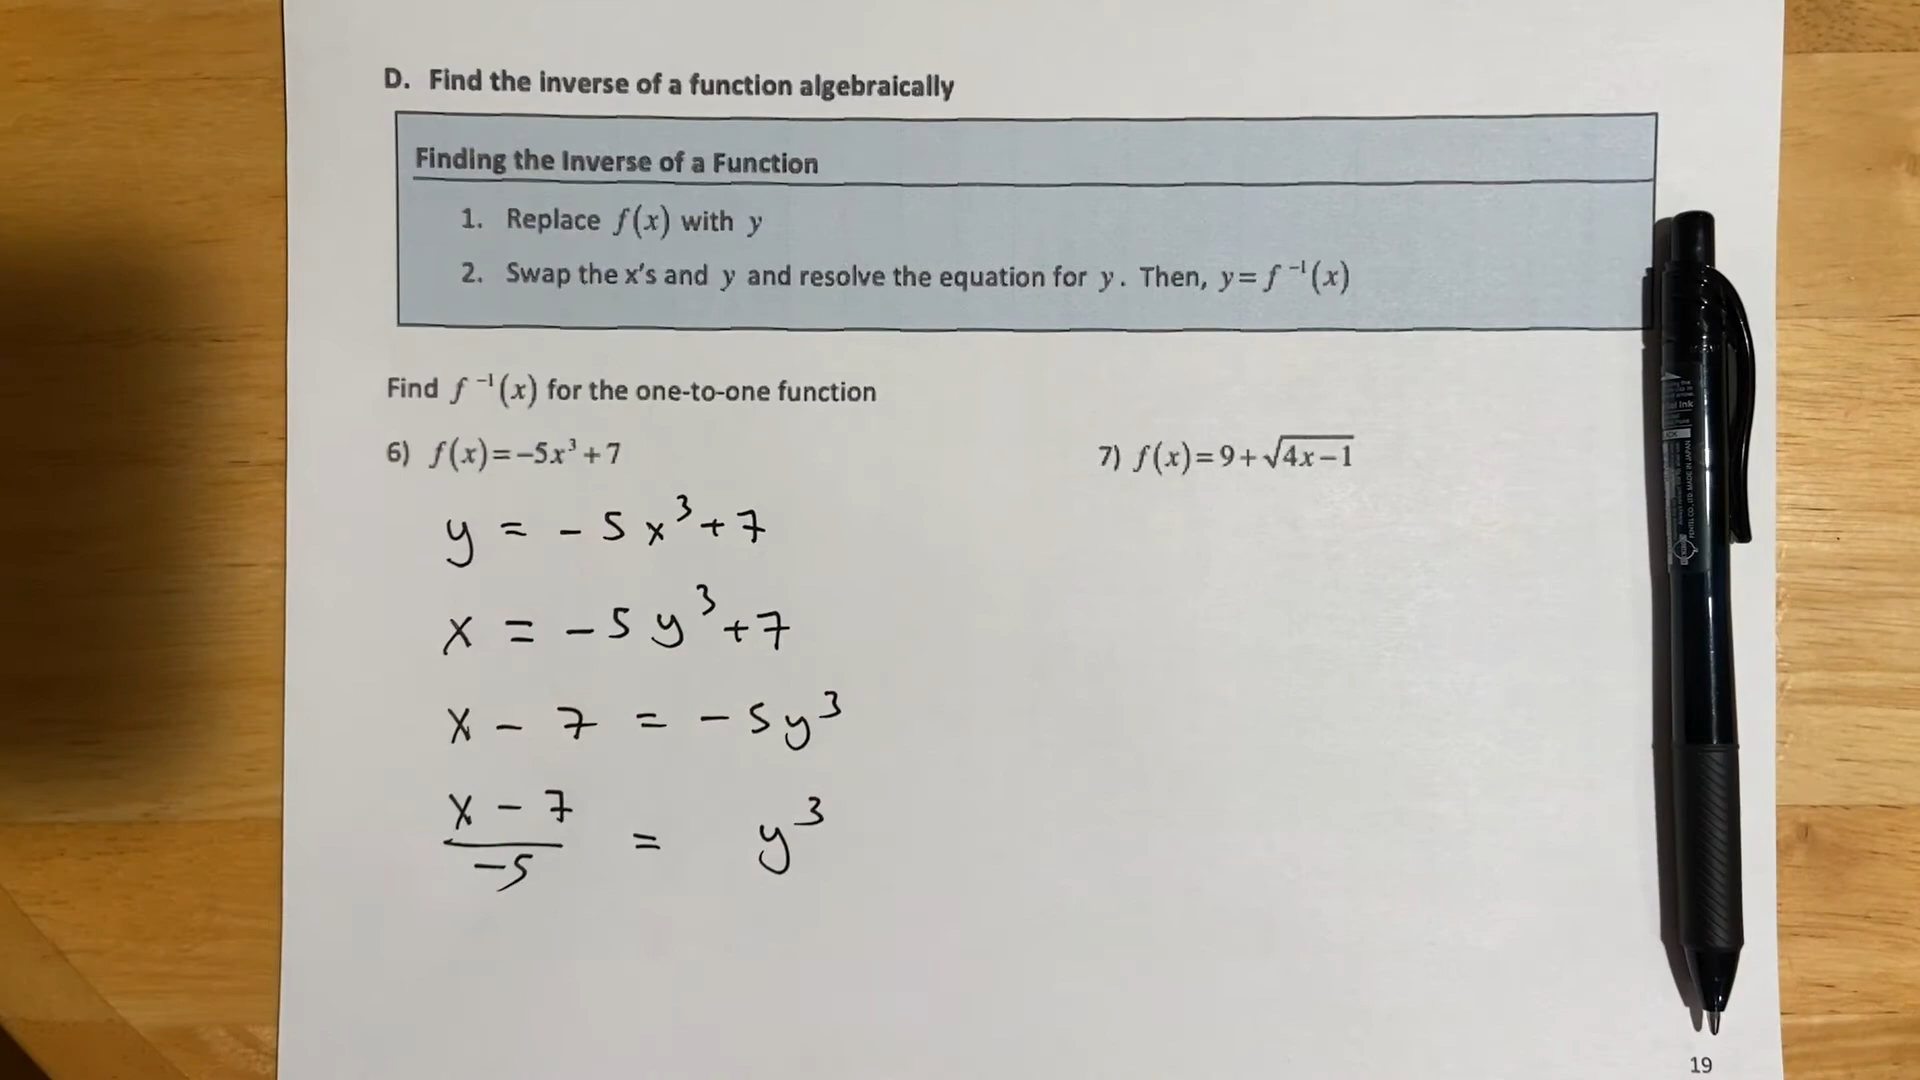 D. Find the inverse of a function algebraically
Finding the Inverse of a Function
1. Replace f(x) with y
2. Swap the x's and y and resolve the equation for y. Then, y=f⁻¹(x)
Find f⁻¹(x) for the one-to-one function
6) f(x)=−5x³+7
7) f(x)=9+√(4x−1)
y = −5x³+7
x = −5y³+7
x − 7 = −5y³
x − 7
—— = y³
−5
19